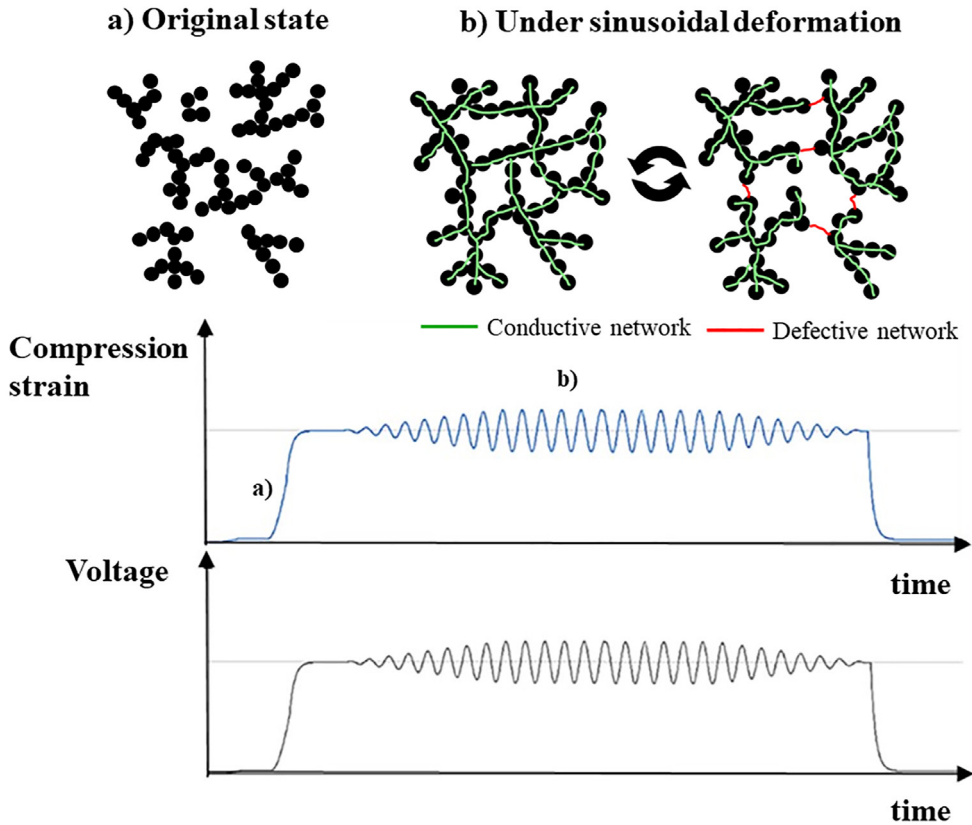 a) Original state
b) Under sinusoidal deformation
Conductive network
Defective network
Compression
strain
b)
a)
time
Voltage
time